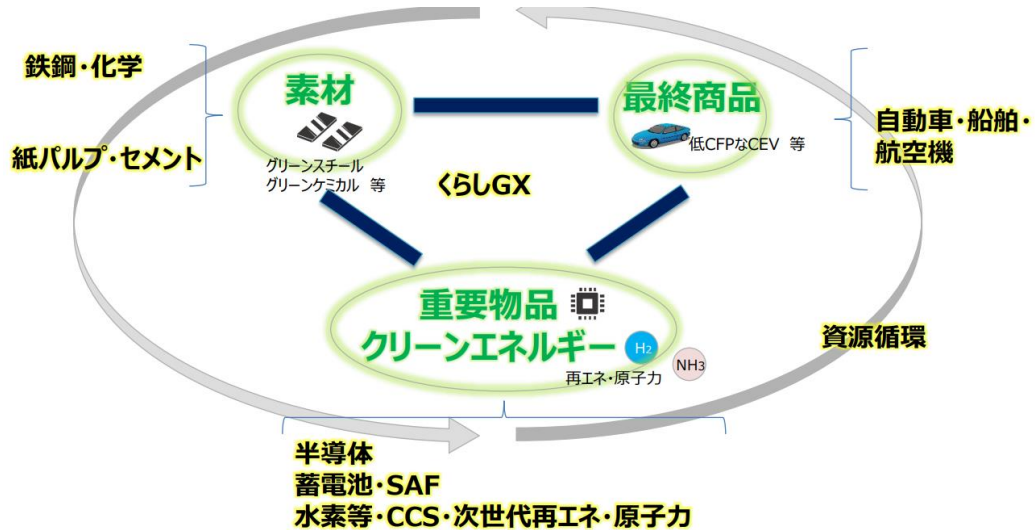 鉄鋼・化学
紙パルプ・セメント
素材
グリーンスチール
グリーンケミカル 等
最終商品
低CFPなCEV 等
自動車・船舶・
航空機
くらしGX
重要物品
クリーンエネルギー
H2
NH3
再エネ・原子力
資源循環
半導体
蓄電池・SAF
水素等・CCS・次世代再エネ・原子力